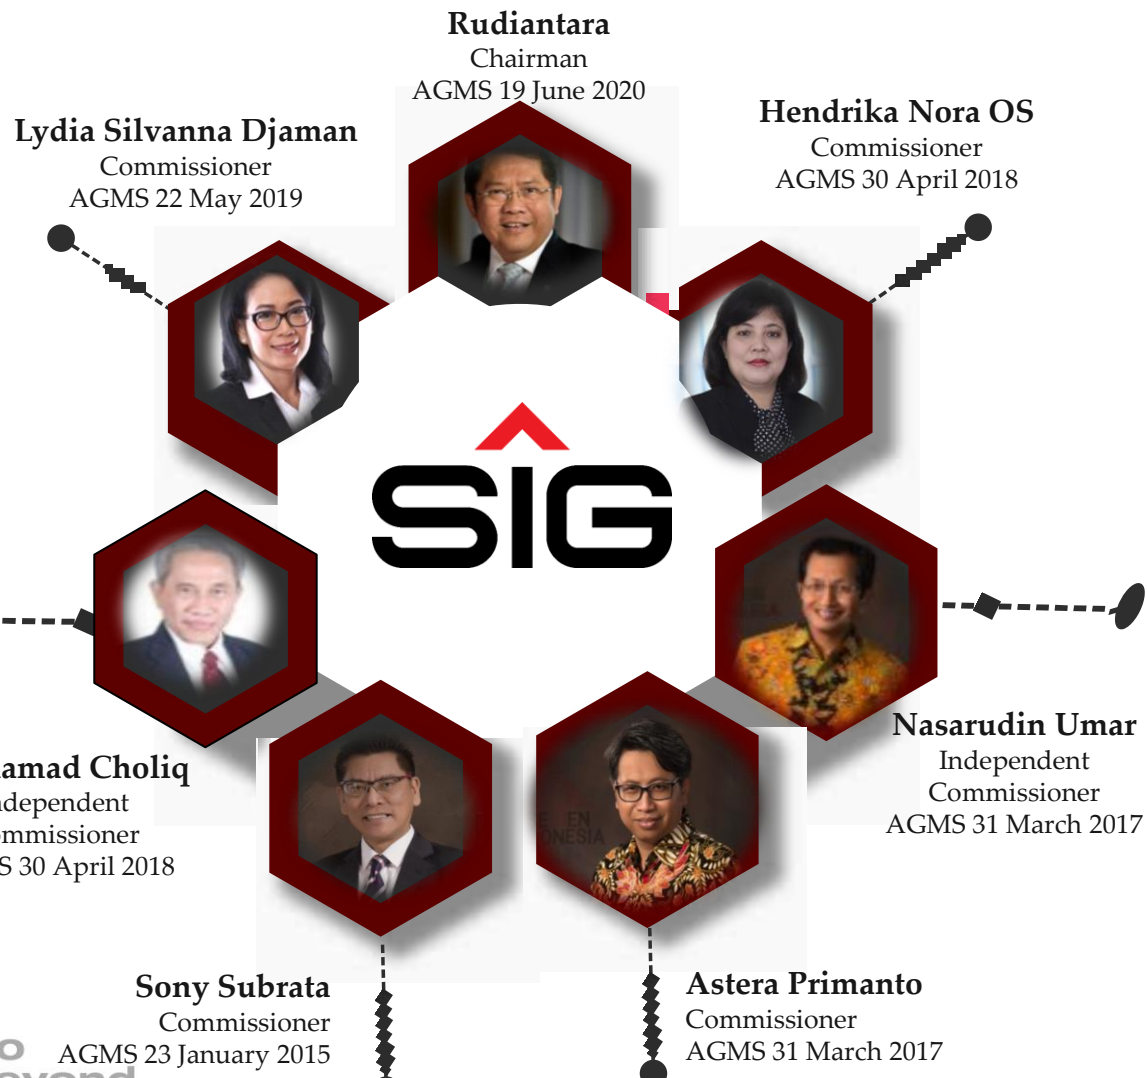 Rudiantara
Chairman
AGMS 19 June 2020
Lydia Silvanna Djaman
Commissioner
AGMS 22 May 2019
Hendrika Nora OS
Commissioner
AGMS 30 April 2018
SIG
Nasarudin Umar
Independent
Commissioner
AGMS 31 March 2017
amad Choliq
dependent
ommissioner
S 30 April 2018
Sony Subrata
Commissioner
AGMS 23 January 2015
Astera Primanto
Commissioner
AGMS 31 March 2017